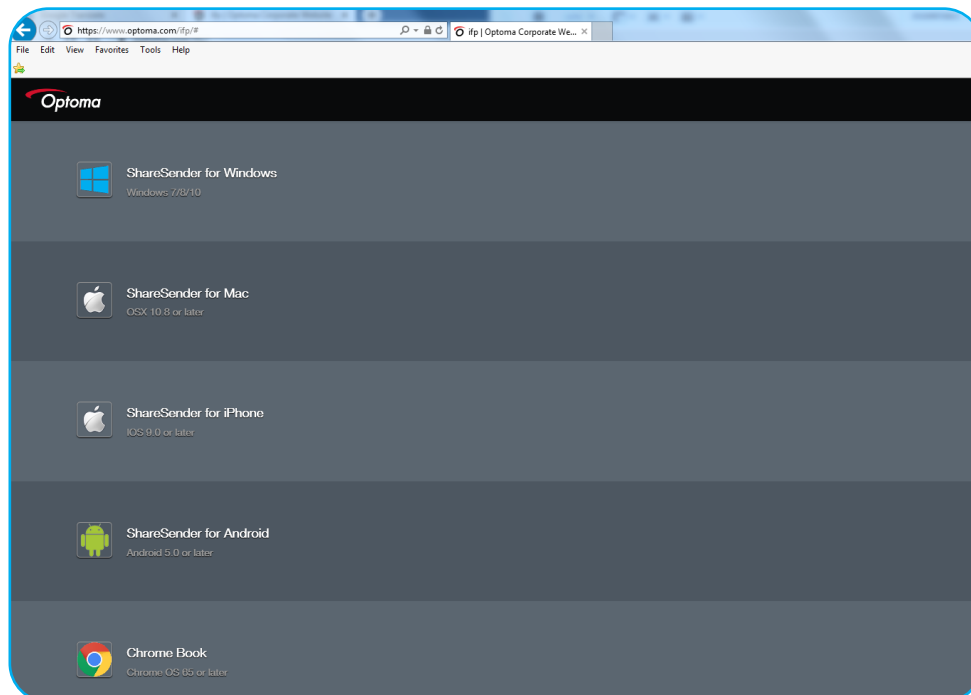 https://www.optoma.com/ifp/#
ifp | Optoma Corporate We...
File Edit View Favorites Tools Help
Optoma
ShareSender for Windows
Windows 7/8/10
ShareSender for Mac
OSX 10.8 or later
ShareSender for iPhone
IOS 9.0 or later
ShareSender for Android
Android 5.0 or later
Chrome Book
Chrome OS 65 or later